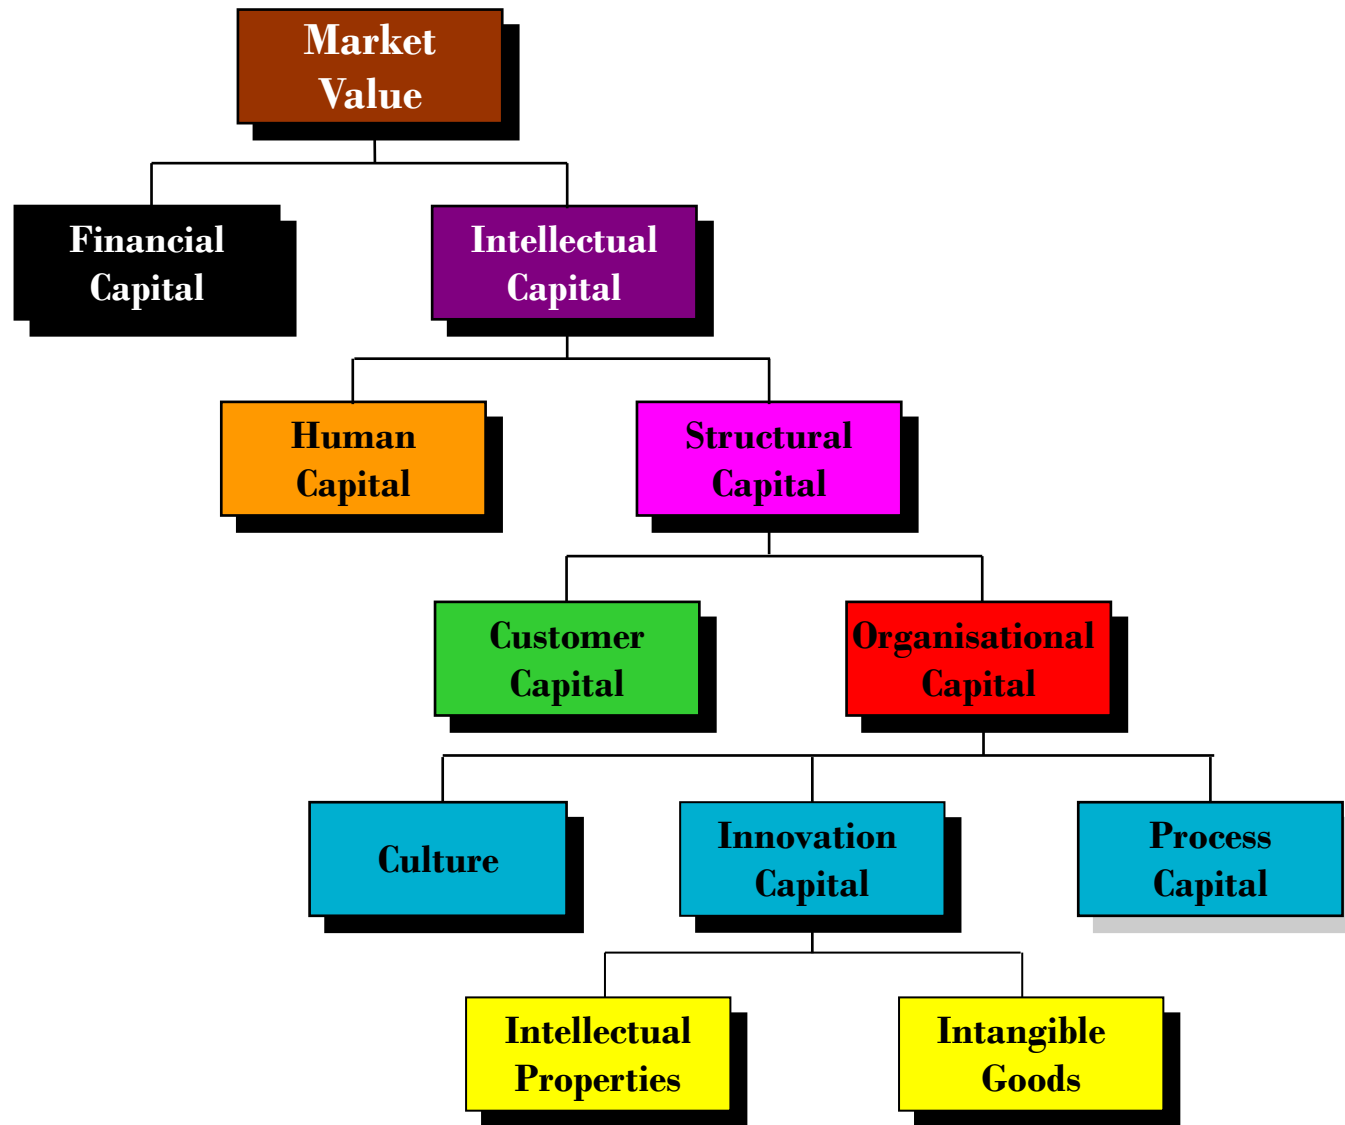 Market
Value
Financial
Capital
Intellectual
Capital
Human
Capital
Structural
Capital
Customer
Capital
Organisational
Capital
Culture
Innovation
Capital
Process
Capital
Intellectual
Properties
Intangible
Goods